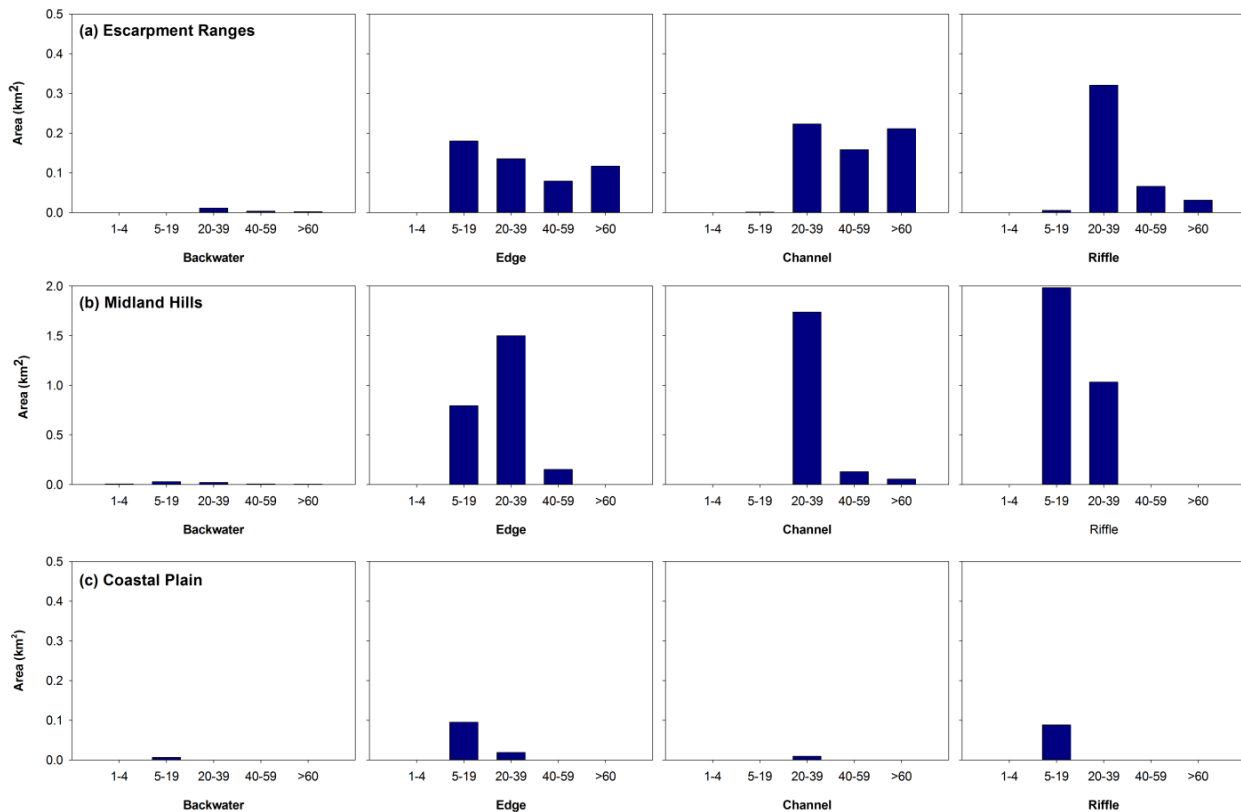 0.5
(a) Escarpment Ranges
0.4
0.3
Area (km²)
0.2
0.1
0.0
1-4 5-19 20-39 40-59 >60 1-4 5-19 20-39 40-59 >60 1-4 5-19 20-39 40-59 >60 1-4 5-19 20-39 40-59 >60
Backwater Edge Channel Riffle
2.0
(b) Midland Hills
1.5
Area (km²)
1.0
0.5
0.0
1-4 5-19 20-39 40-59 >60 1-4 5-19 20-39 40-59 >60 1-4 5-19 20-39 40-59 >60 1-4 5-19 20-39 40-59 >60
Backwater Edge Channel Riffle
0.5
(c) Coastal Plain
0.4
0.3
Area (km²)
0.2
0.1
0.0
1-4 5-19 20-39 40-59 >60 1-4 5-19 20-39 40-59 >60 1-4 5-19 20-39 40-59 >60 1-4 5-19 20-39 40-59 >60
Backwater Edge Channel Riffle